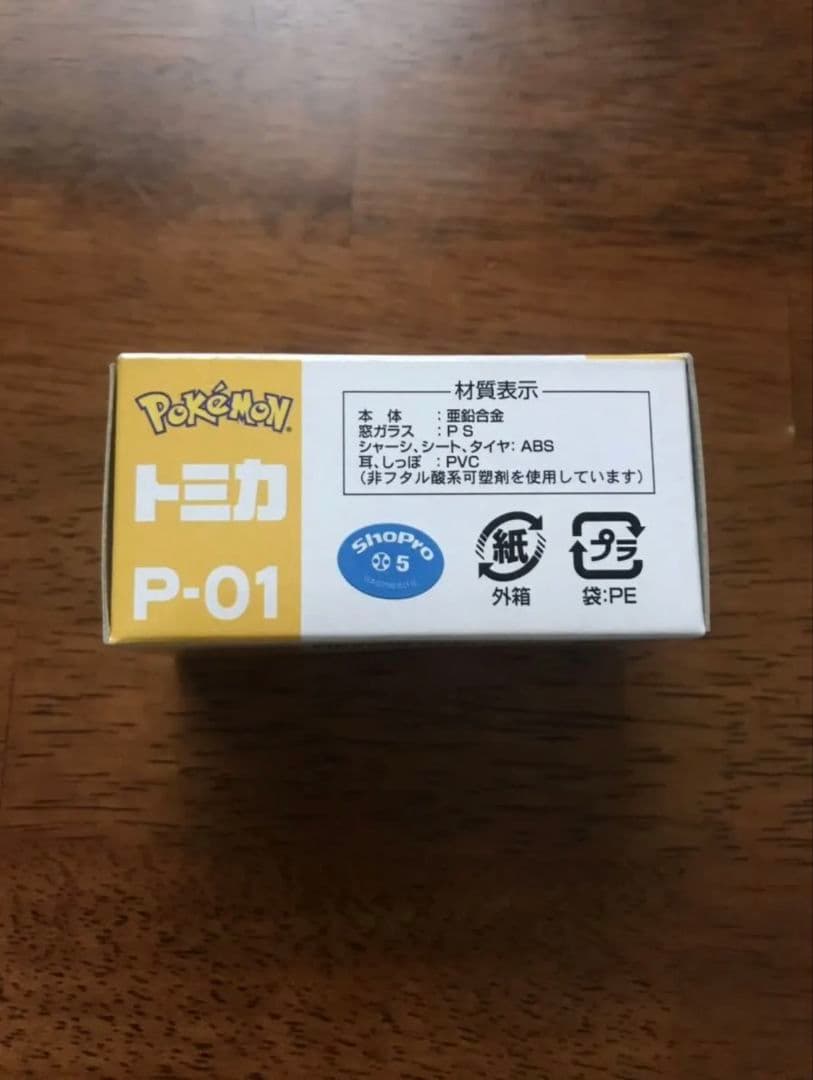 POKÉMON
トミカ
P-01
材質表示
本 体 : 亜鉛合金
窓ガラス : PS
シャーシ、シート、タイヤ: ABS
耳、しっぽ : PVC
(非フタル酸系可塑剤を使用しています)
ShoPro
5
紙
外箱
プラ
袋:PE